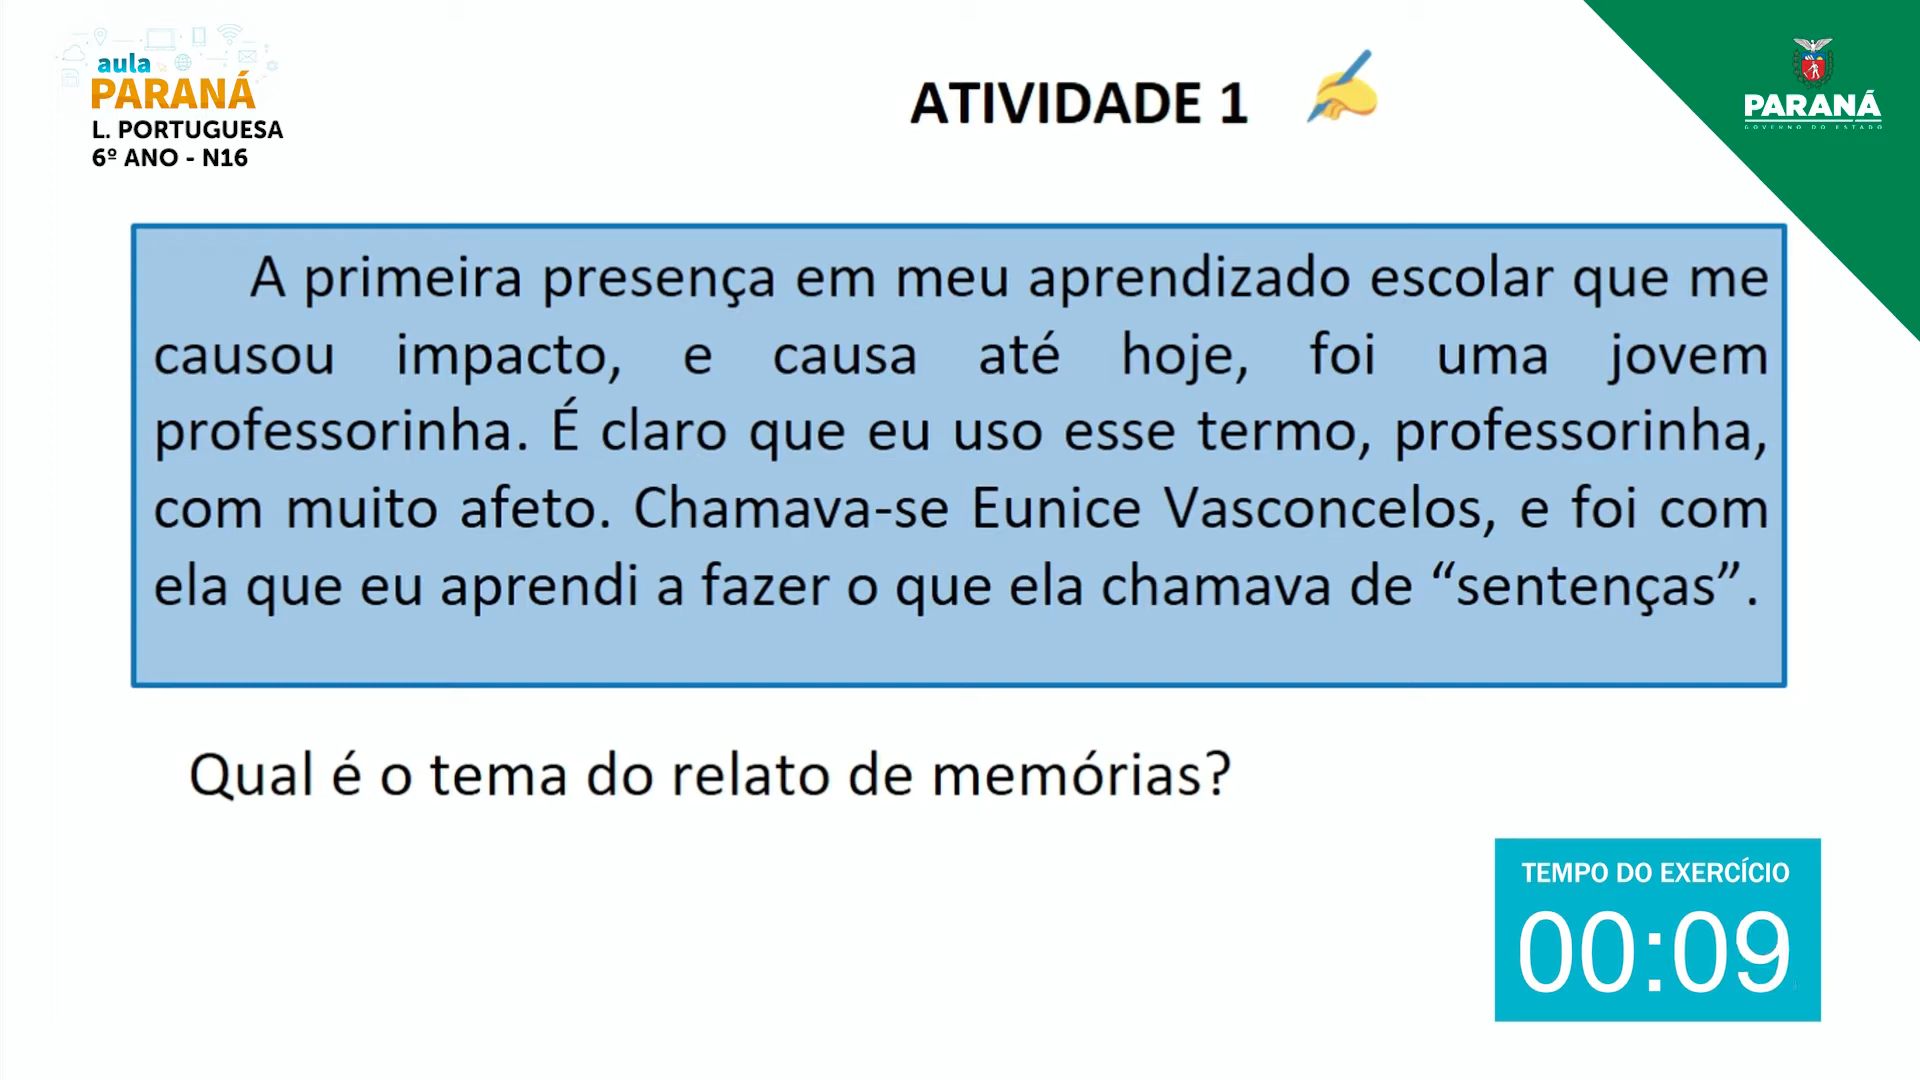 aula
PARANÁ
L. PORTUGUESA
6º ANO - N16
ATIVIDADE 1
PARANÁ
GOVERNO DO ESTADO
A primeira presença em meu aprendizado escolar que me
causou impacto, e causa até hoje, foi uma jovem
professorinha. É claro que eu uso esse termo, professorinha,
com muito afeto. Chamava-se Eunice Vasconcelos, e foi com
ela que eu aprendi a fazer o que ela chamava de “sentenças”.
Qual é o tema do relato de memórias?
TEMPO DO EXERCÍCIO
00:09